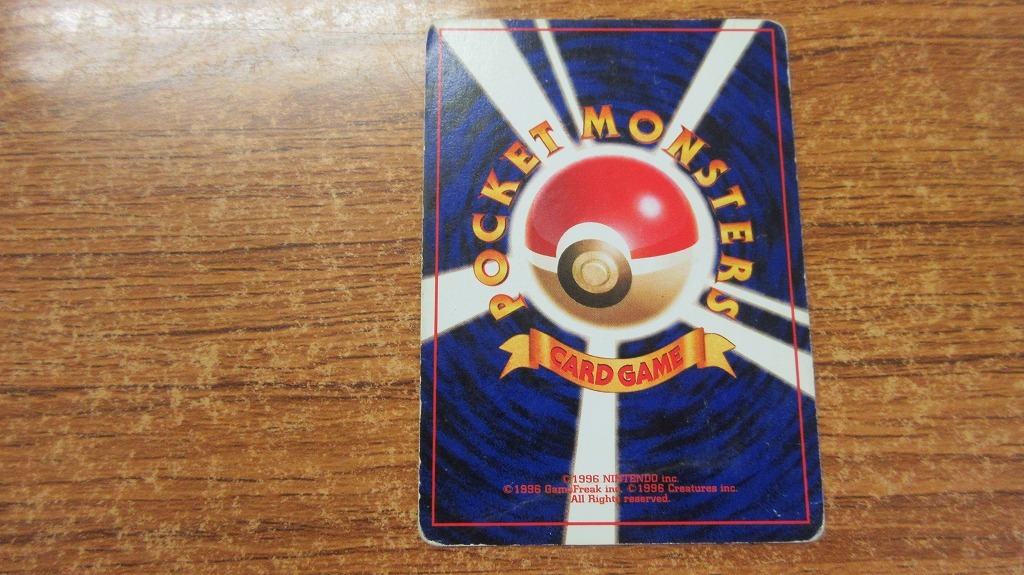 POCKET MONSTERS
CARD GAME
©1996 NINTENDO inc.
©1996 GameFreak inc. ©1996 Creatures inc.
All Rights reserved.